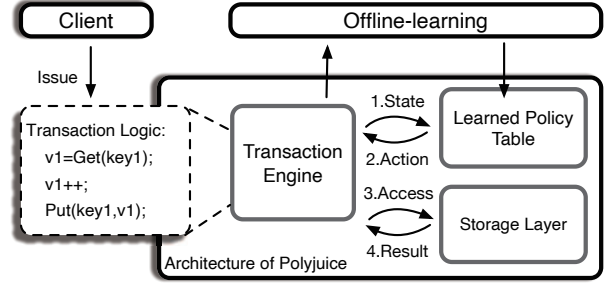 Client
Offline-learning
Issue
Transaction Logic:
v1=Get(key1);
v1++;
Put(key1,v1);
Transaction
Engine
1.State
2.Action
Learned Policy
Table
3.Access
4.Result
Storage Layer
Architecture of Polyjuice